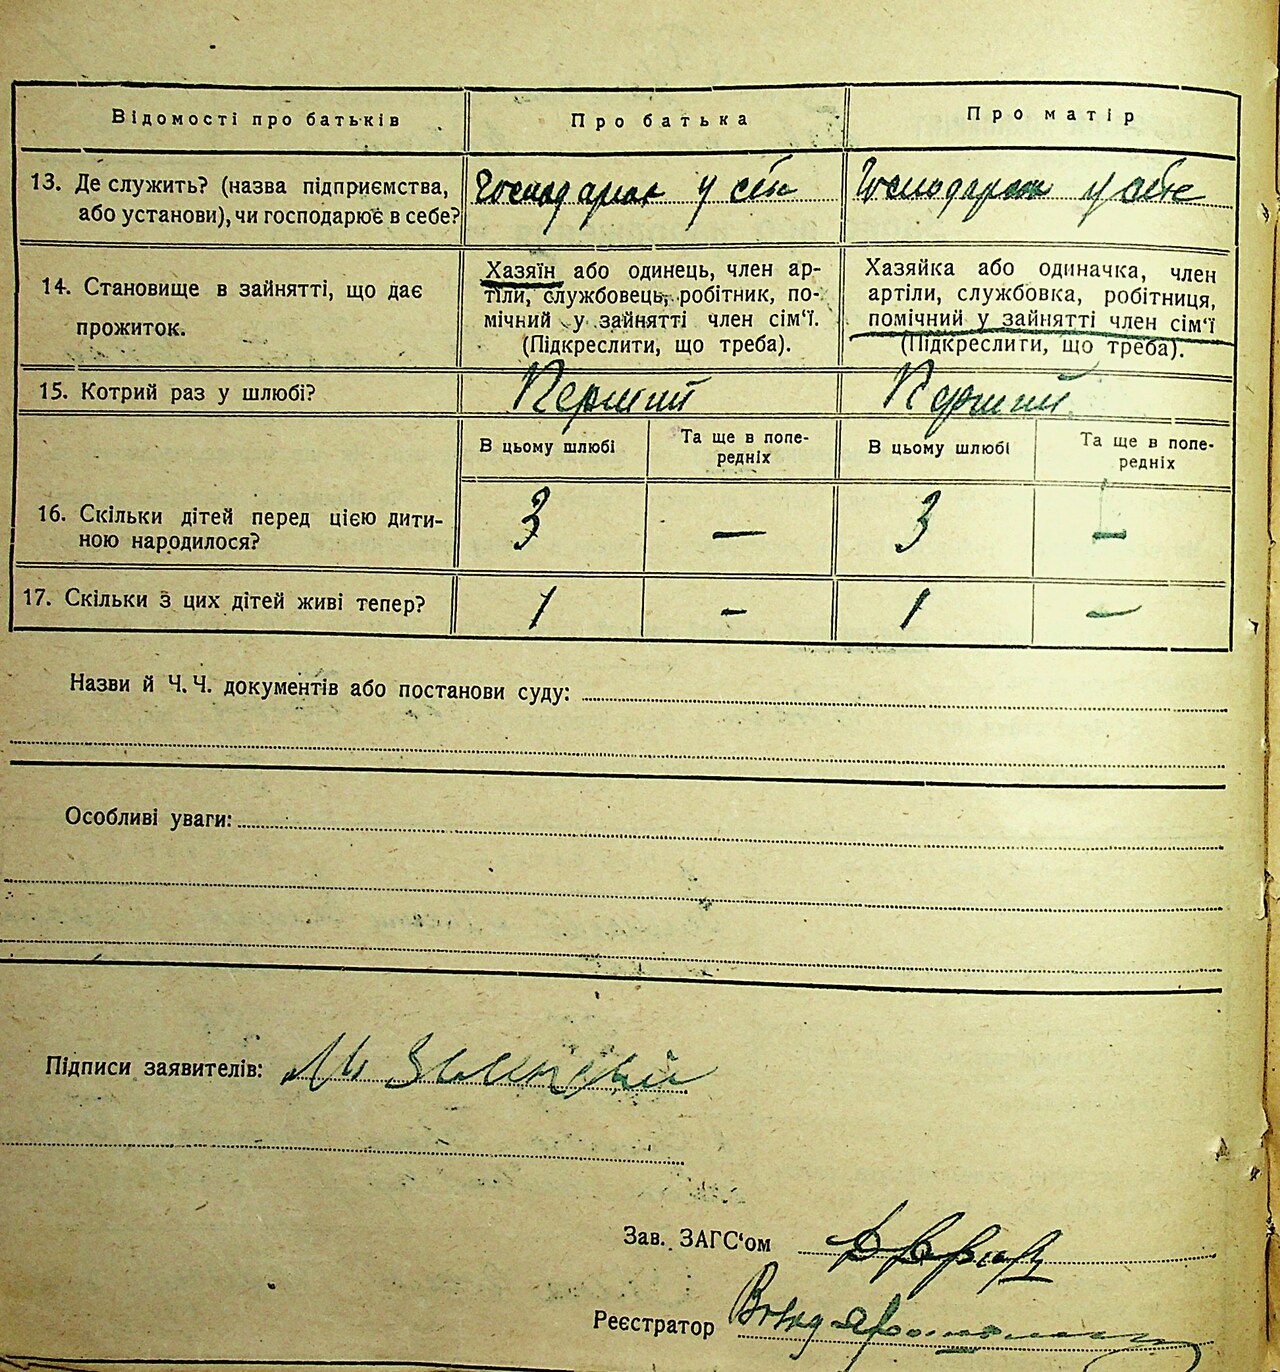 Відомості про батьків
Про батька
Про матір
13. Де служить? (назва підприємства,
або установи), чи господарює в себе?
Господарює у себе
Господарює у себе
14. Становище в зайнятті, що дає
прожиток.
Хазяїн або одинець, член ар-
тіли, службовець, робітник, по-
мічний у зайнятті член сім‘ї.
(Підкреслити, що треба).
Хазяйка або одиначка, член
артіли, службовка, робітниця,
помічний у зайнятті член сім‘ї
(Підкреслити, що треба).
15. Котрий раз у шлюбі?
Перший
Перший
В цьому шлюбі
Та ще в попе-
редніх
В цьому шлюбі
Та ще в попе-
редніх
16. Скільки дітей перед цією дити-
ною народилося?
3
—
3
—
17. Скільки з цих дітей живі тепер?
1
-
1
—
Назви й Ч. Ч. документів або постанови суду:
Особливі уваги:
Підписи заявителів:
Зав. ЗАГС‘ом
Реєстратор